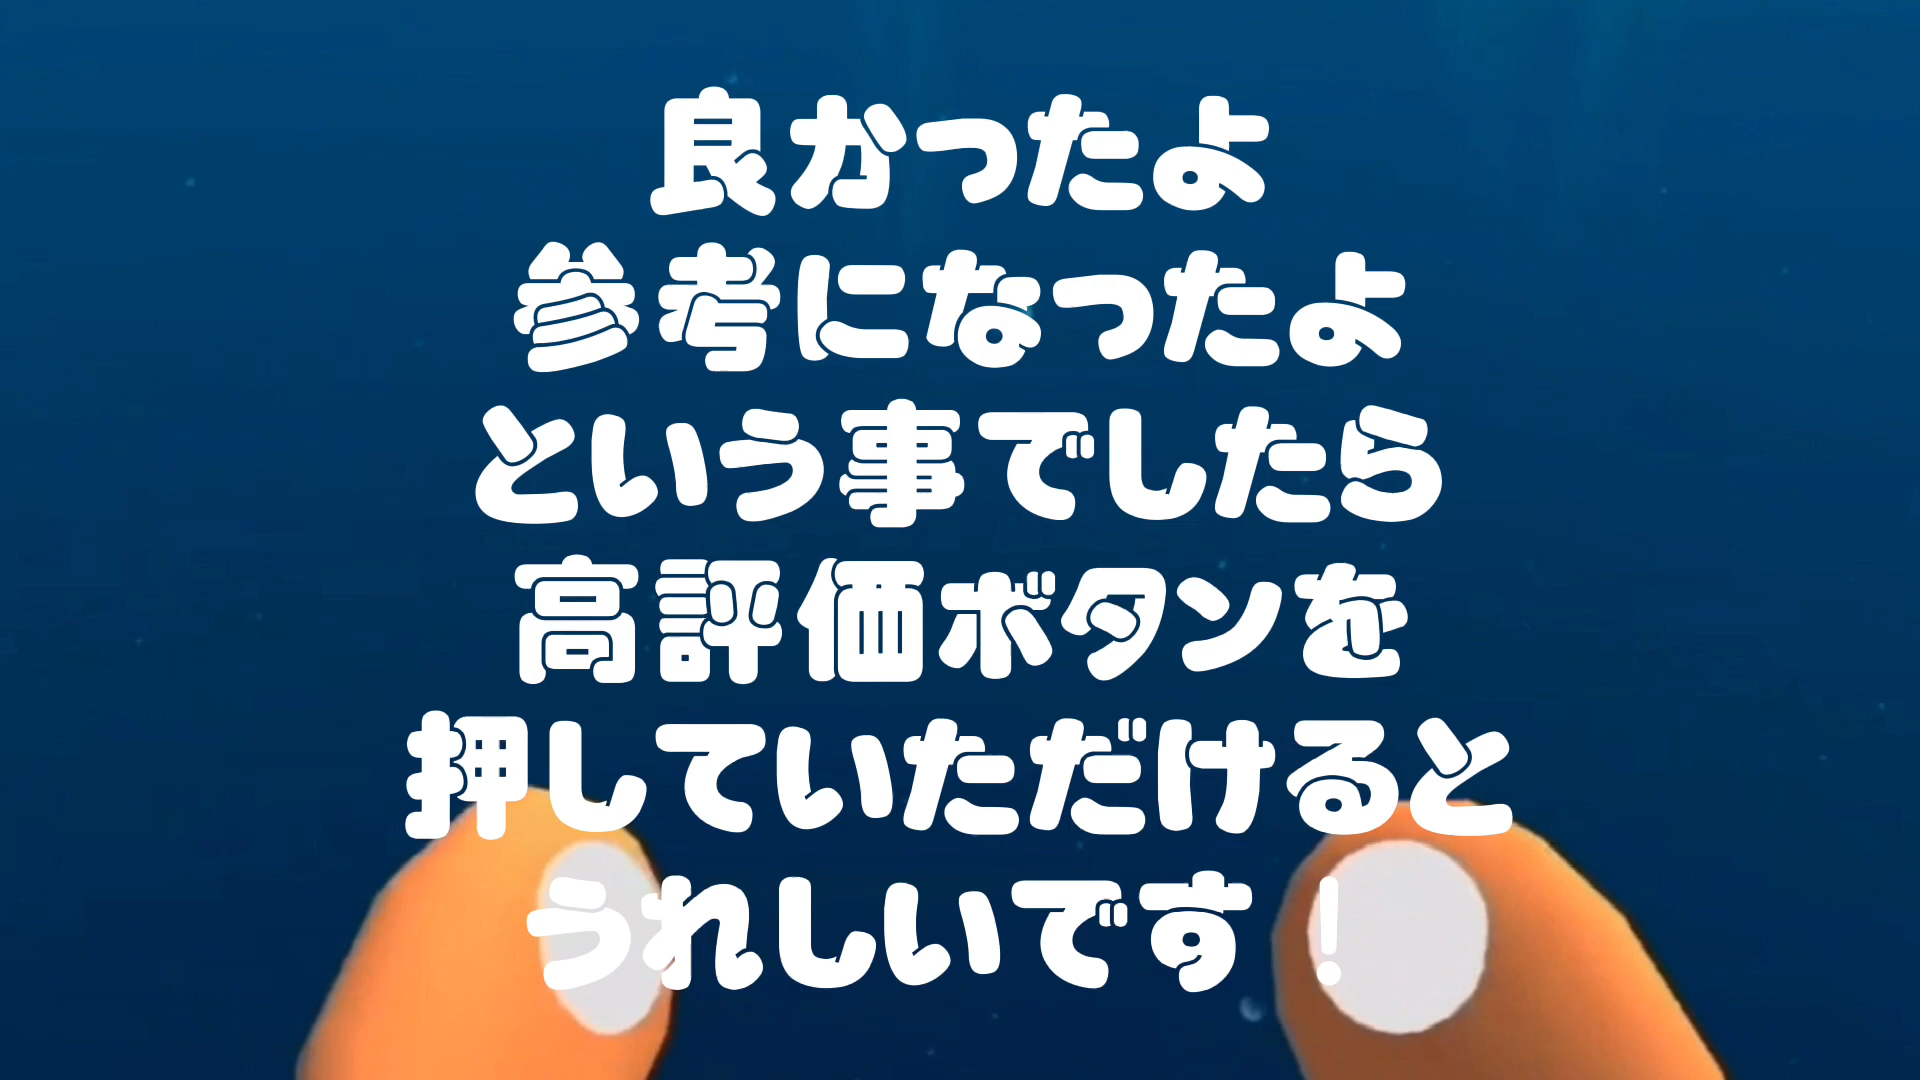 良かったよ
参考になったよ
という事でしたら
高評価ボタンを
押していただけると
うれしいです！